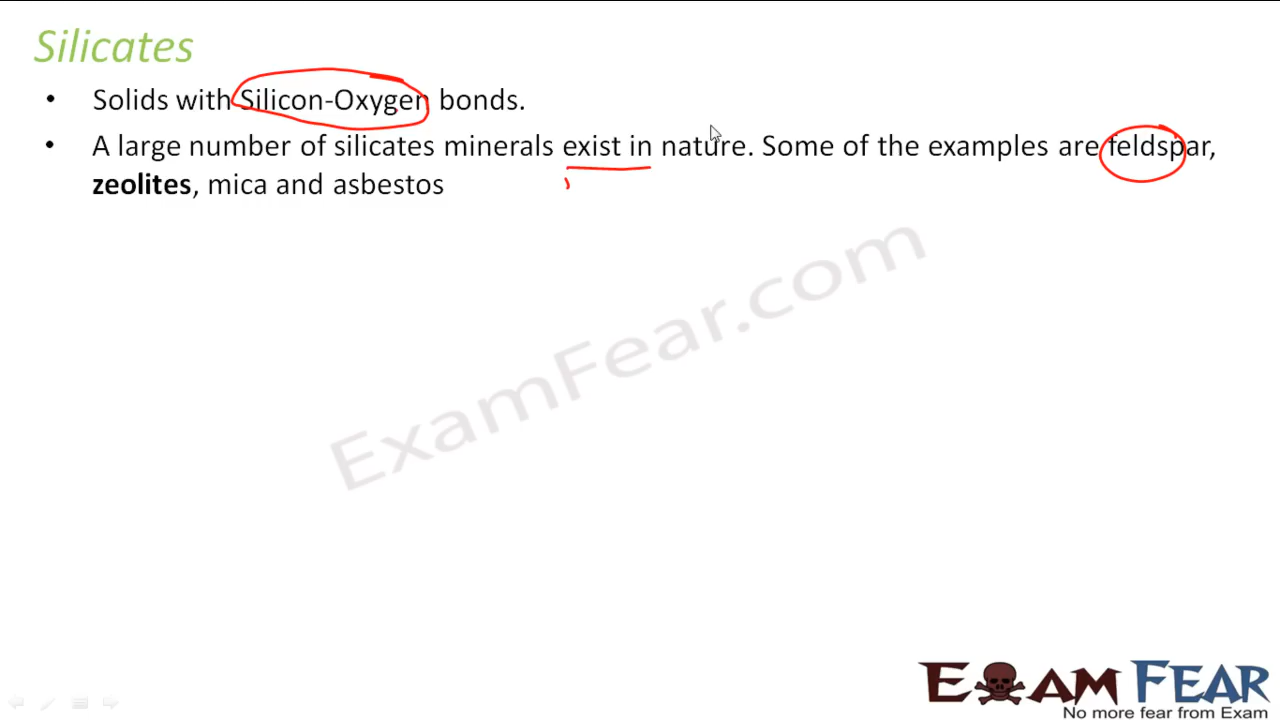 Silicates
• Solids with Silicon-Oxygen bonds.
• A large number of silicates minerals exist in nature. Some of the examples are feldspar,
zeolites, mica and asbestos
ExamFear.com
EXAM FEAR
No more fear from Exam